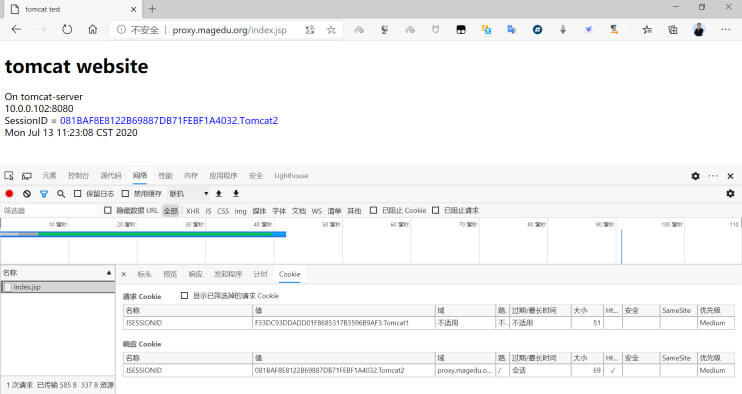 tomcat test
不安全 | proxy.magedu.org/index.jsp
tomcat website
On tomcat-server
10.0.0.102:8080
SessionID = 081BAF8E8122B69887DB71FEBF1A4032.Tomcat2
Mon Jul 13 11:23:08 CST 2020
元素 控制台 源代码 网络 性能 内存 应用程序 安全 Lighthouse
保留日志 禁用缓存 联机
筛选器 隐藏数据 URL 全部 XHR JS CSS Img 媒体 字体 文档 WS 清单 其他 已阻止 Cookie 已阻止请求
10 毫秒 20 毫秒 30 毫秒 40 毫秒 50 毫秒 60 毫秒 70 毫秒 80 毫秒 90 毫秒 100 毫秒 110
名称 × 标头 预览 响应 发起程序 计时 Cookie
index.jsp
请求 Cookie 显示已筛选掉的请求 Cookie
名称 值 域 路. 过期/最长时间 大小 Ht... 安全 SameSite 优先级
JSESSIONID F33DC93DDADD01F8685317B3596B9AF3.Tomcat1 不适用 不.. 不适用 51 Medium
响应 Cookie
名称 值 域 路. 过期/最长时间 大小 Ht... 安全 SameSite 优先级
JSESSIONID 081BAF8E8122B69887DB71FEBF1A4032.Tomcat2 proxy.magedu.o... / 会话 69 ✓ Medium
1 次请求 已传输 585 B 337 B 资源